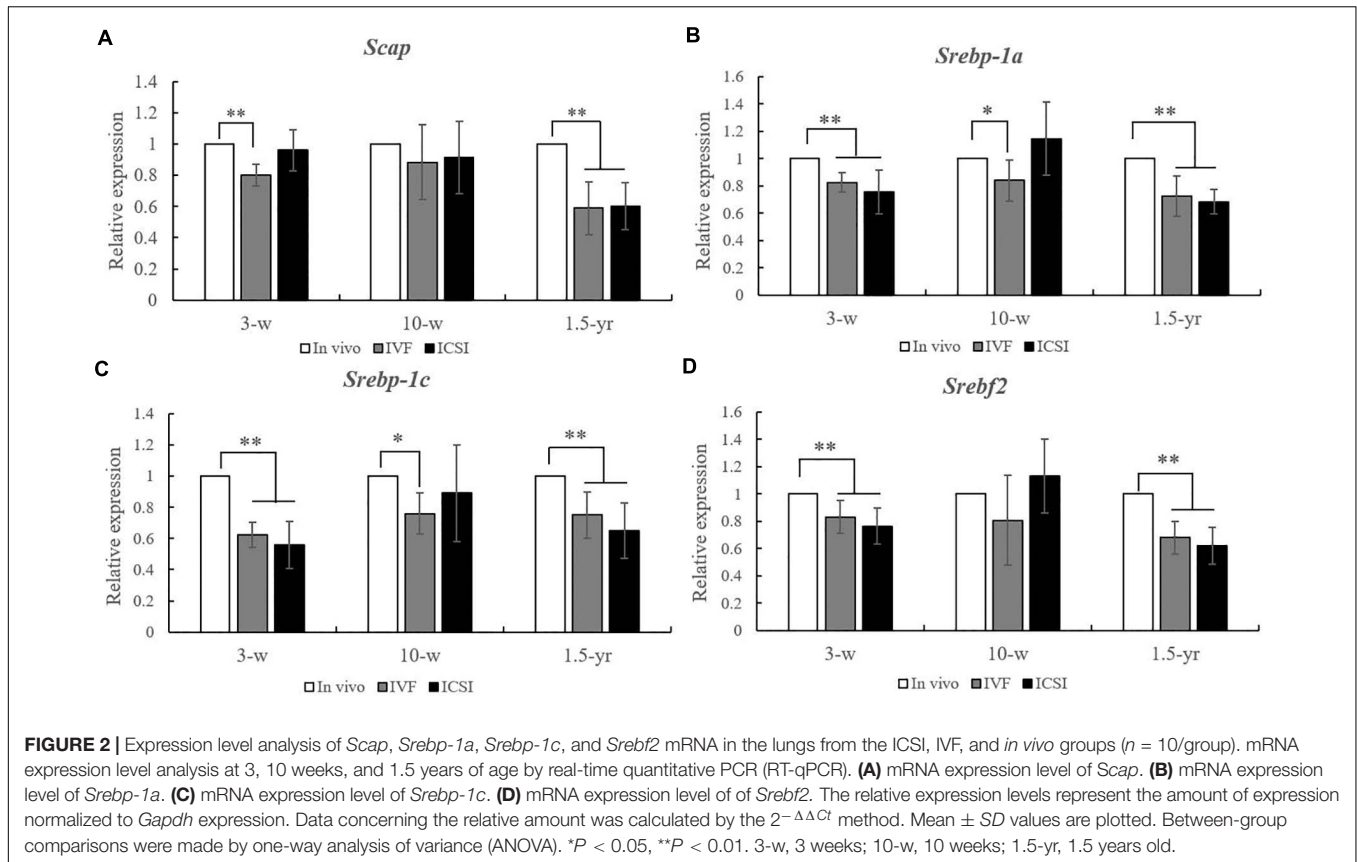 A
Scap
Relative expression
1.4
1.2
1
0.8
0.6
0.4
0.2
0
**
**
3-w
10-w
1.5-yr
In vivo IVF ICSI
B
Srebp-1a
Relative expression
1.6
1.4
1.2
1
0.8
0.6
0.4
0.2
0
**
*
**
3-w
10-w
1.5-yr
In vivo IVF ICSI
C
Srebp-1c
Relative expression
1.4
1.2
1
0.8
0.6
0.4
0.2
0
**
*
**
3-w
10-w
1.5-yr
In vivo IVF ICSI
D
Srebf2
Relative expression
1.6
1.4
1.2
1
0.8
0.6
0.4
0.2
0
**
**
3-w
10-w
1.5-yr
In vivo IVF ICSI
FIGURE 2 | Expression level analysis of Scap, Srebp-1a, Srebp-1c, and Srebf2 mRNA in the lungs from the ICSI, IVF, and in vivo groups (n = 10/group). mRNA
expression level analysis at 3, 10 weeks, and 1.5 years of age by real-time quantitative PCR (RT-qPCR). (A) mRNA expression level of Scap. (B) mRNA expression
level of Srebp-1a. (C) mRNA expression level of Srebp-1c. (D) mRNA expression level of of Srebf2. The relative expression levels represent the amount of expression
normalized to Gapdh expression. Data concerning the relative amount was calculated by the 2−ΔΔCt method. Mean ± SD values are plotted. Between-group
comparisons were made by one-way analysis of variance (ANOVA). *P < 0.05, **P < 0.01. 3-w, 3 weeks; 10-w, 10 weeks; 1.5-yr, 1.5 years old.